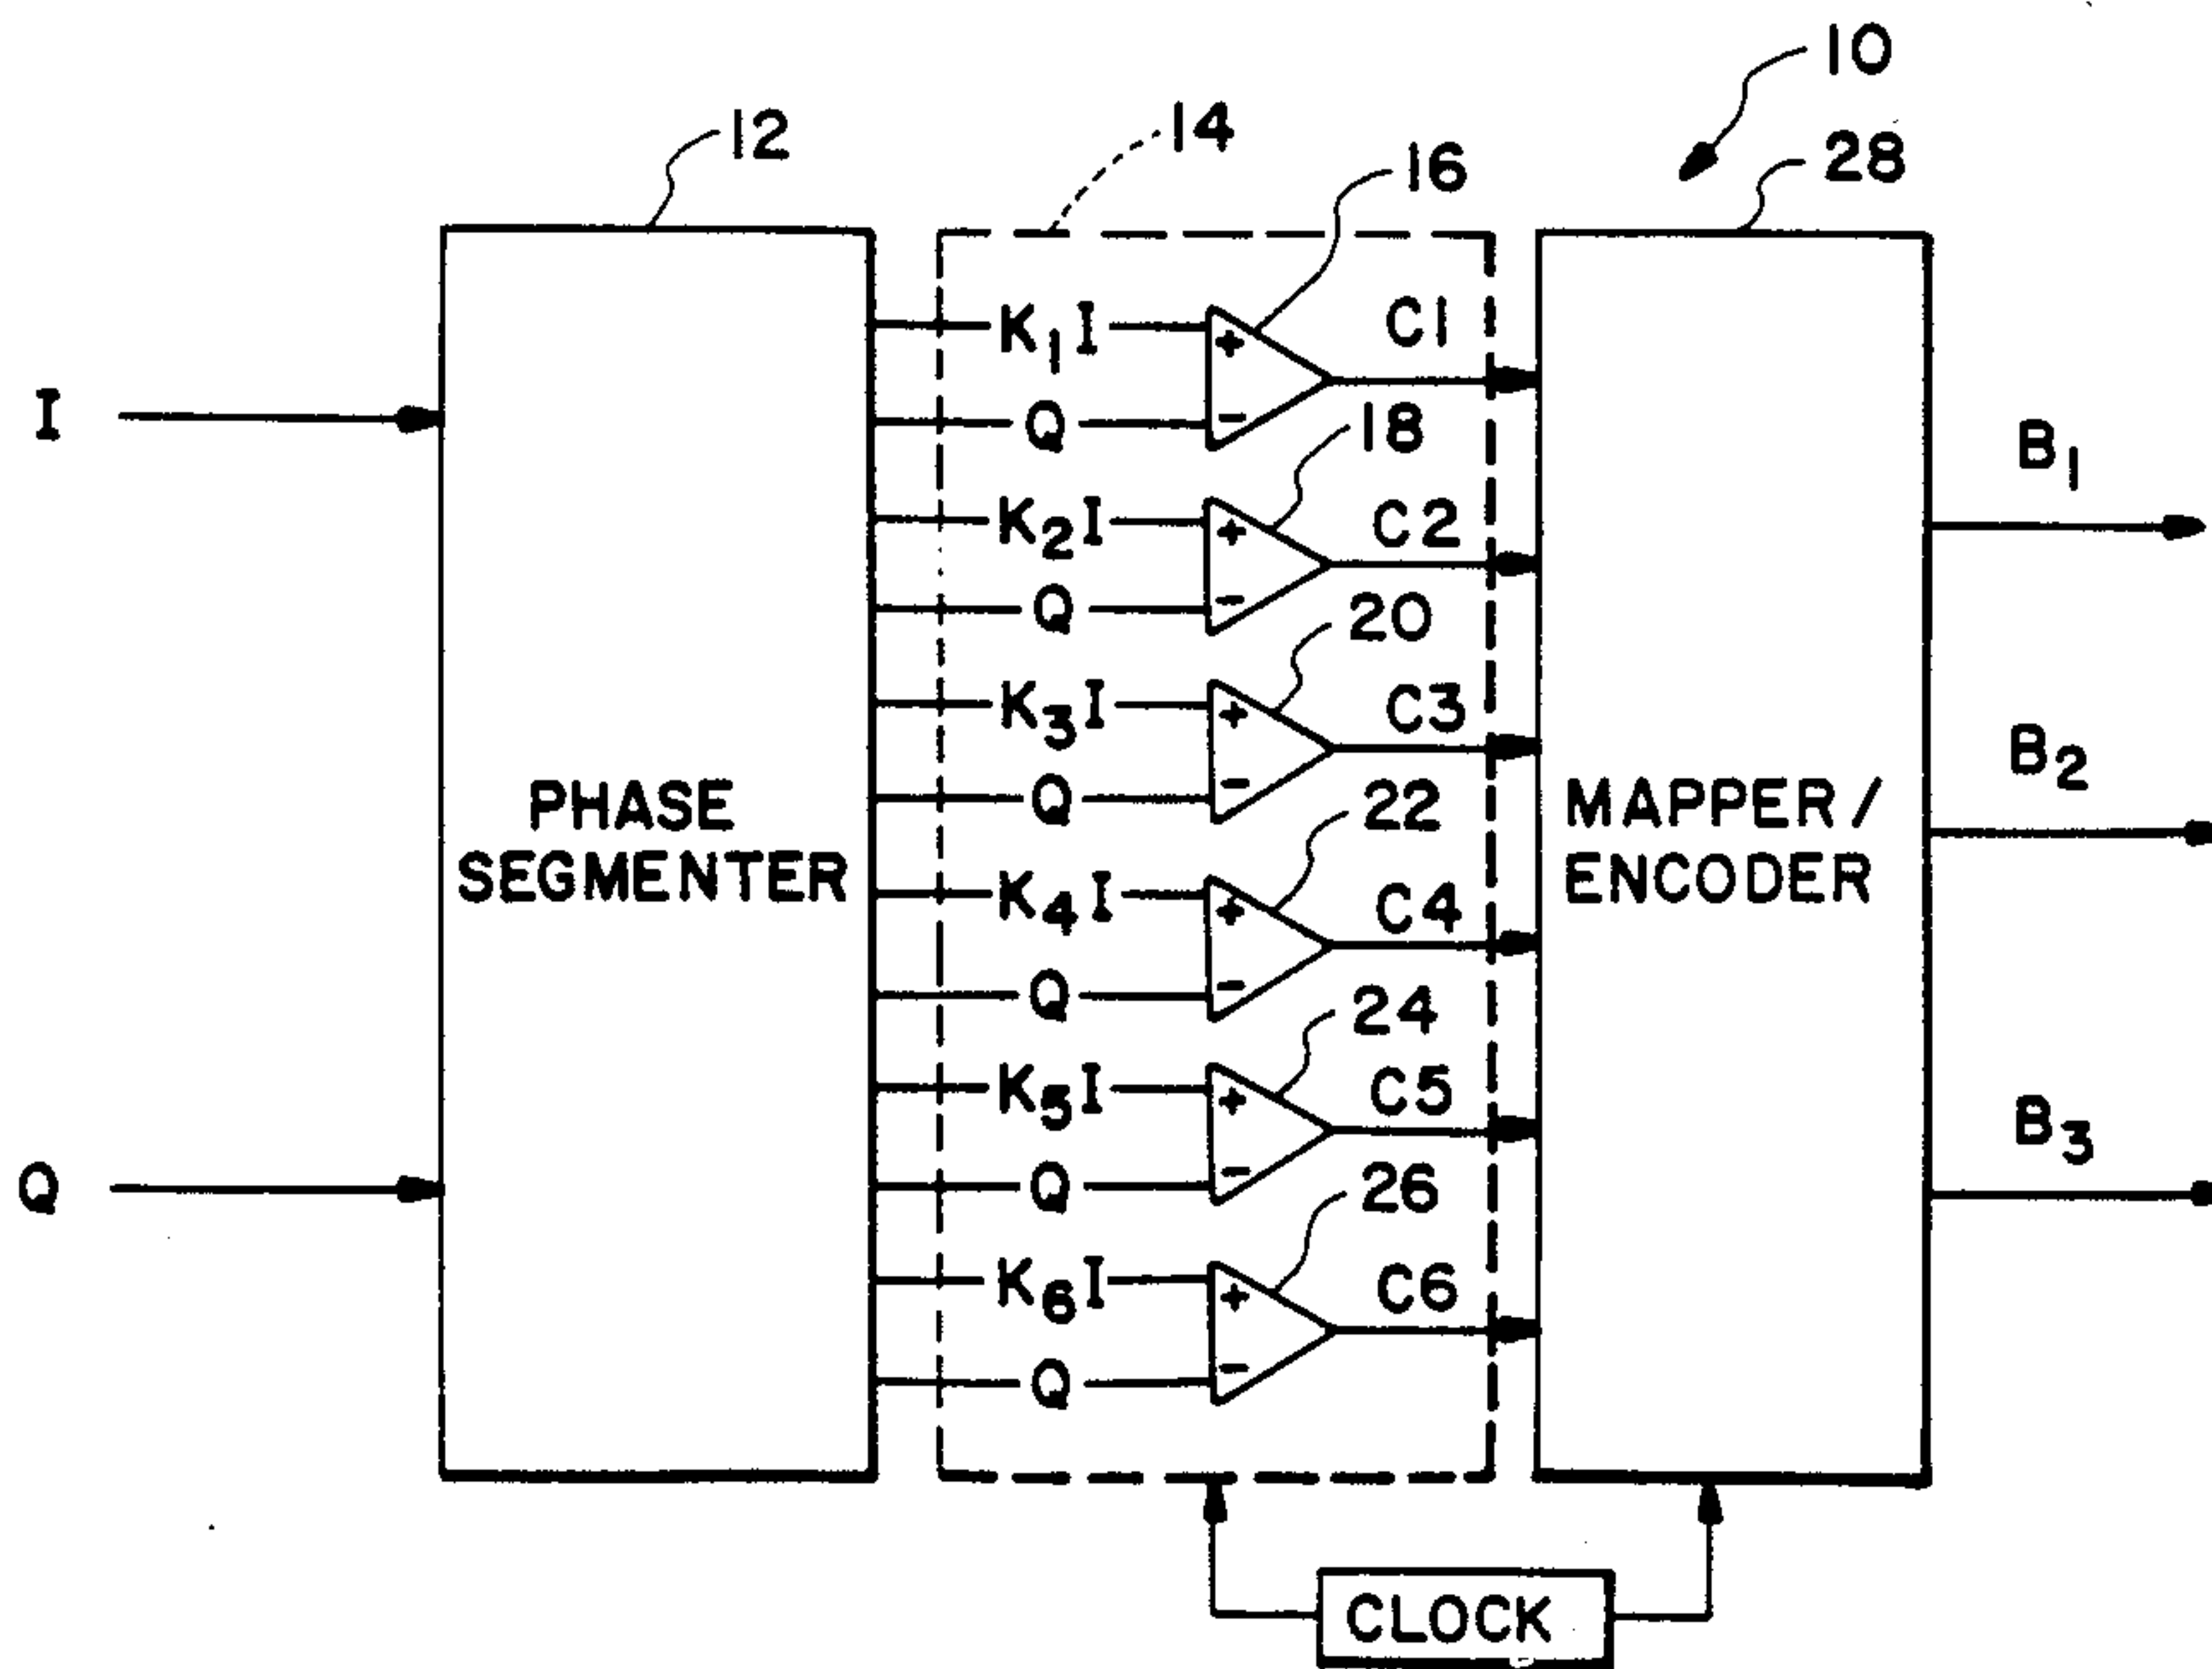 10
12
14
16
28
K₁I
+
C1
I
Q
-
18
B₁
K₂I
+
C2
Q
-
20
K₃I
+
C3
B₂
Q
-
22
PHASE
SEGMENTER
MAPPER/
ENCODER
K₄I
+
C4
Q
-
24
K₅I
+
C5
B₃
Q
Q
-
26
K₆I
+
C6
Q
-
CLOCK